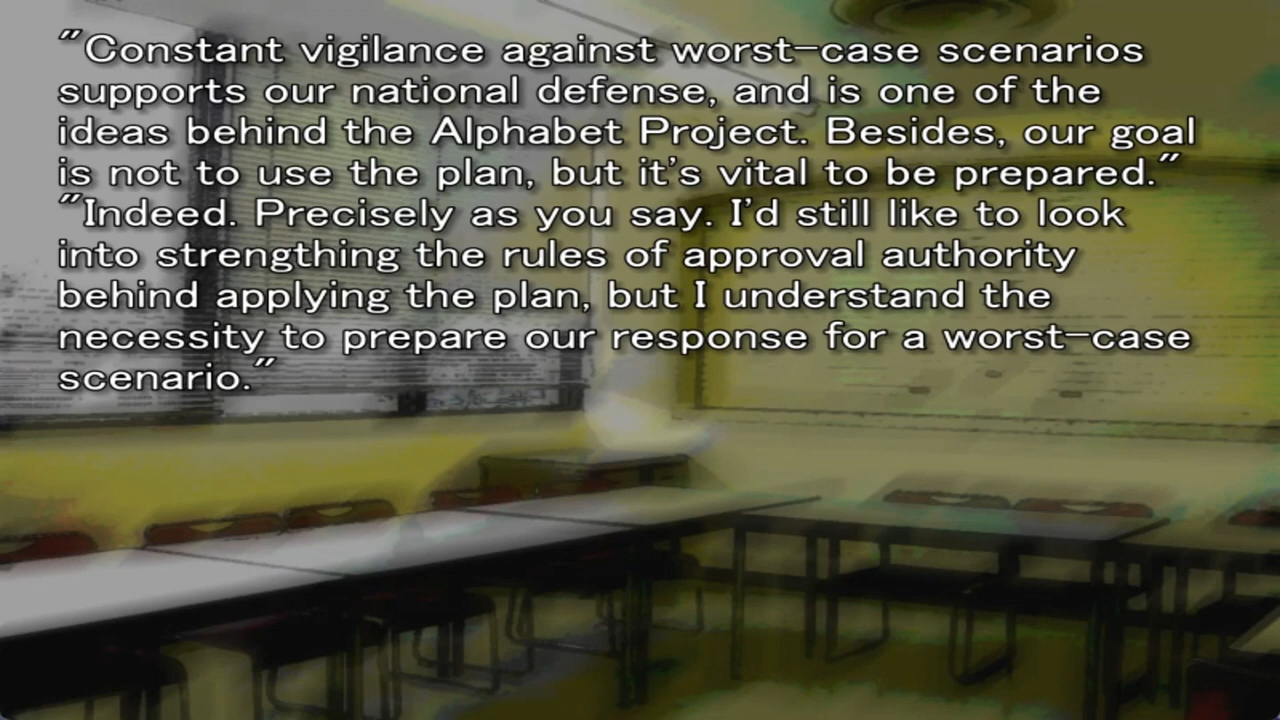 "Constant vigilance against worst-case scenarios
supports our national defense, and is one of the
ideas behind the Alphabet Project. Besides, our goal
is not to use the plan, but it's vital to be prepared."
"Indeed. Precisely as you say. I'd still like to look
into strengthing the rules of approval authority
behind applying the plan, but I understand the
necessity to prepare our response for a worst-case
scenario."